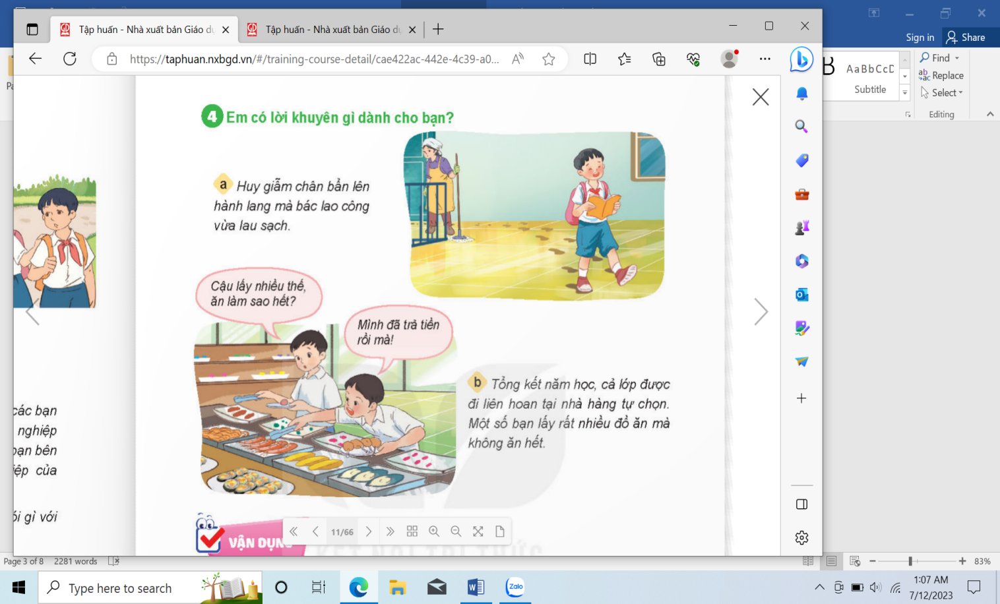 Tập huấn - Nhà xuất bản Giáo dụ
Tập huấn - Nhà xuất bản Giáo dụ
Sign in
Share
https://taphuan.nxbgd.vn/#/training-course-detail/cae422ac-442e-4c39-a0...
AaBbCcD
Subtitle
Find
Replace
Select
Editing
4 Em có lời khuyên gì dành cho bạn?
a Huy giẫm chân bẩn lên
hành lang mà bác lao công
vừa lau sạch.
Cậu lấy nhiều thế,
ăn làm sao hết?
Mình đã trả tiền
rồi mà!
b Tổng kết năm học, cả lớp được
đi liên hoan tại nhà hàng tự chọn.
Một số bạn lấy rất nhiều đồ ăn mà
không ăn hết.
các bạn
nghiệp
bạn bên
ệp của
ói gì với
11/66
VẬN DỤNG
KẾT NỐI TRI THỨC
Page 3 of 8
2281 words
83%
Type here to search
Zalo
1:07 AM
7/12/2023